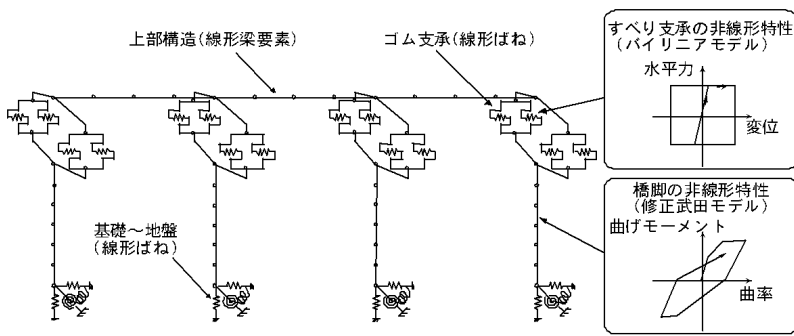 上部構造(線形梁要素)
ゴム支承(線形ばね)
すべり支承の非線形特性
(バイリニアモデル)
水平力
変位
橋脚の非線形特性
(修正武田モデル)
曲げモーメント
曲率
基礎～地盤
(線形ばね)